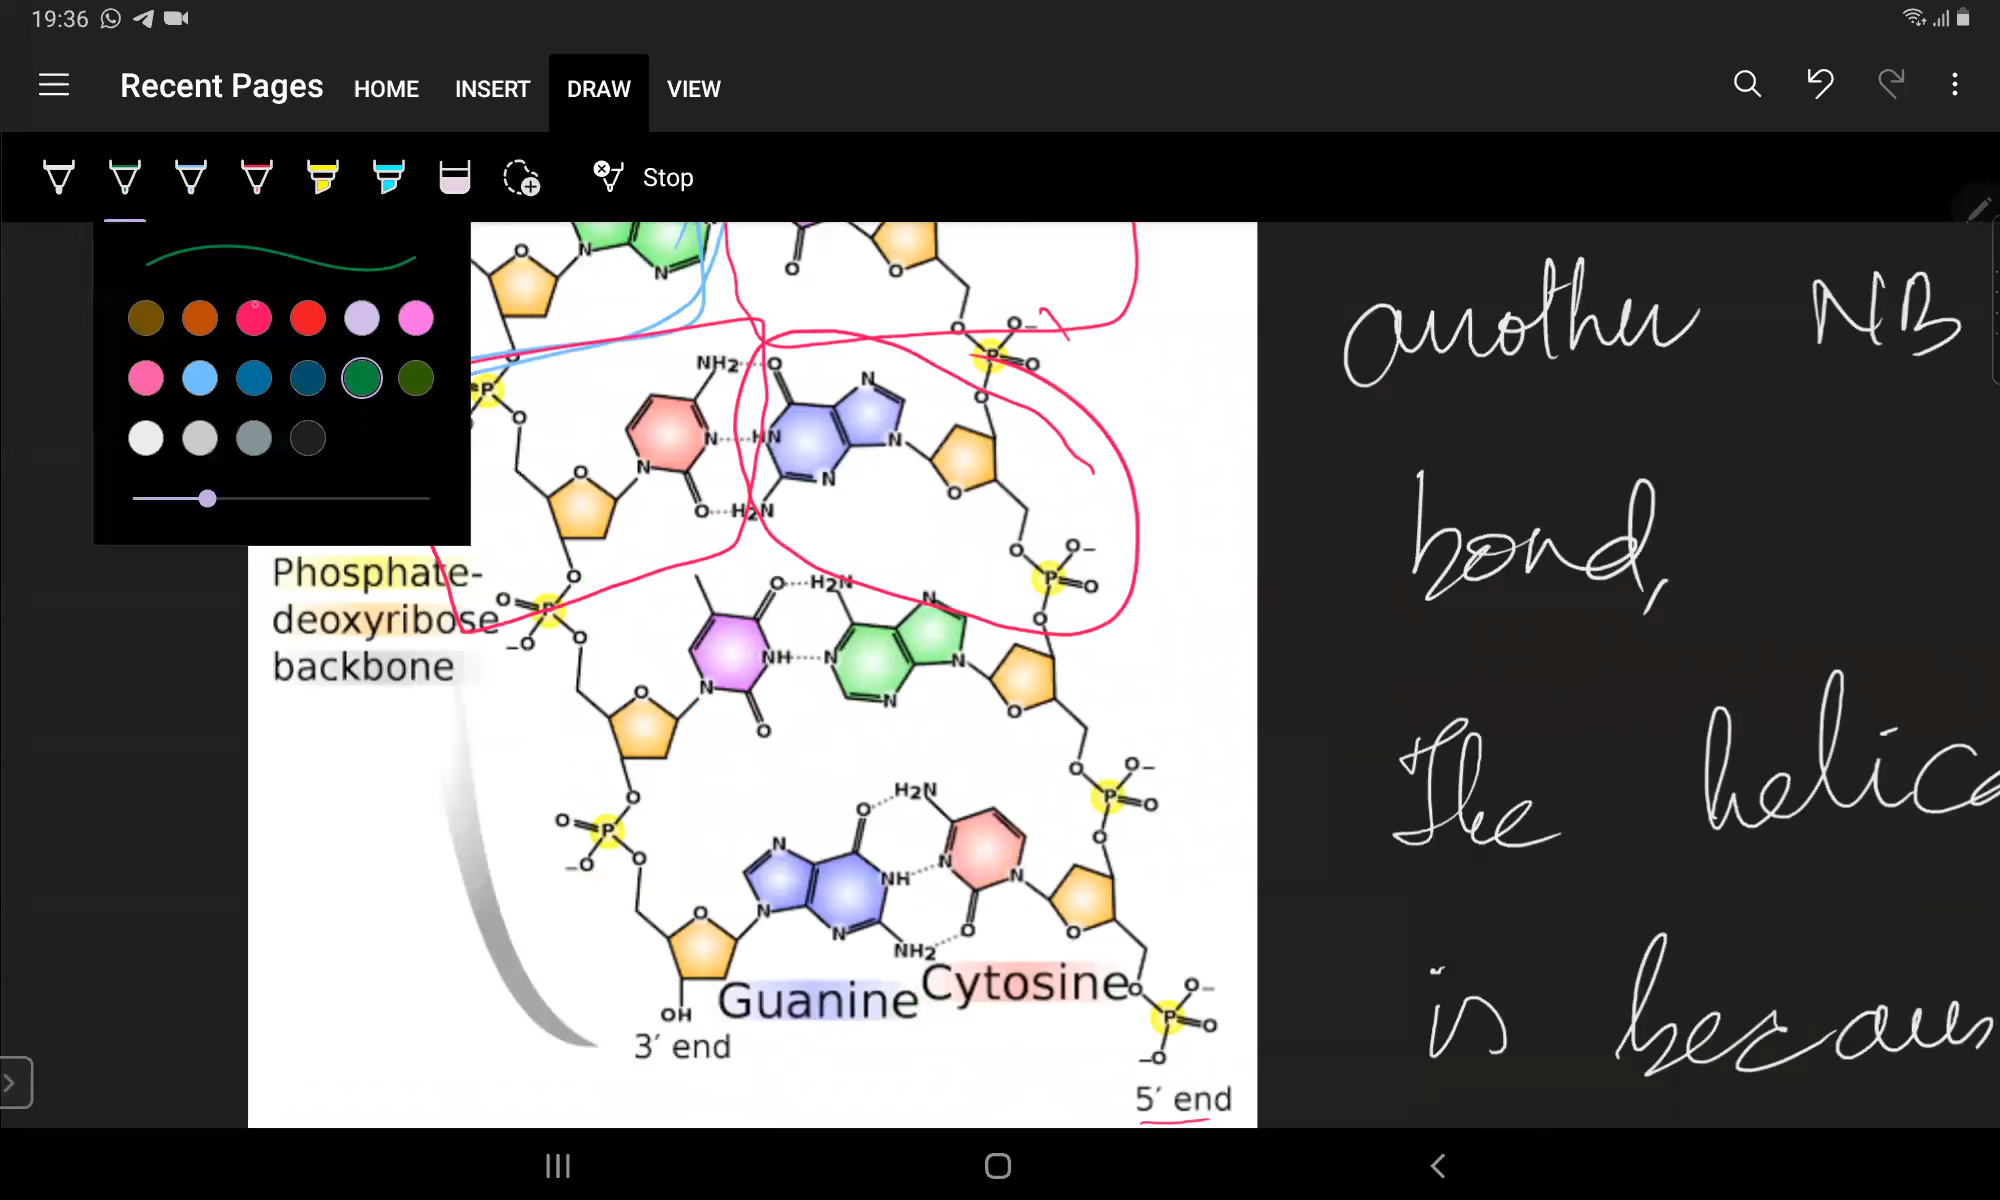 19:36
Recent Pages HOME INSERT DRAW VIEW
Stop
O N N O O
O O–
P O
P O
NH2 O N
O
N HN N
N N O
O O
O H2N
O O–
P O
O
Phosphate-
deoxyribose
backbone
O P
–O O
O H2N N
NH N N
N N
O O
O
O
O–
P O
O
O P
–O O
H2N
O
N
NH N N
N N
O O
O NH2
O
OH
Guanine Cytosine
O O–
P O
–O
3′ end
5′ end
another NB
bond,
The helica
is becaus